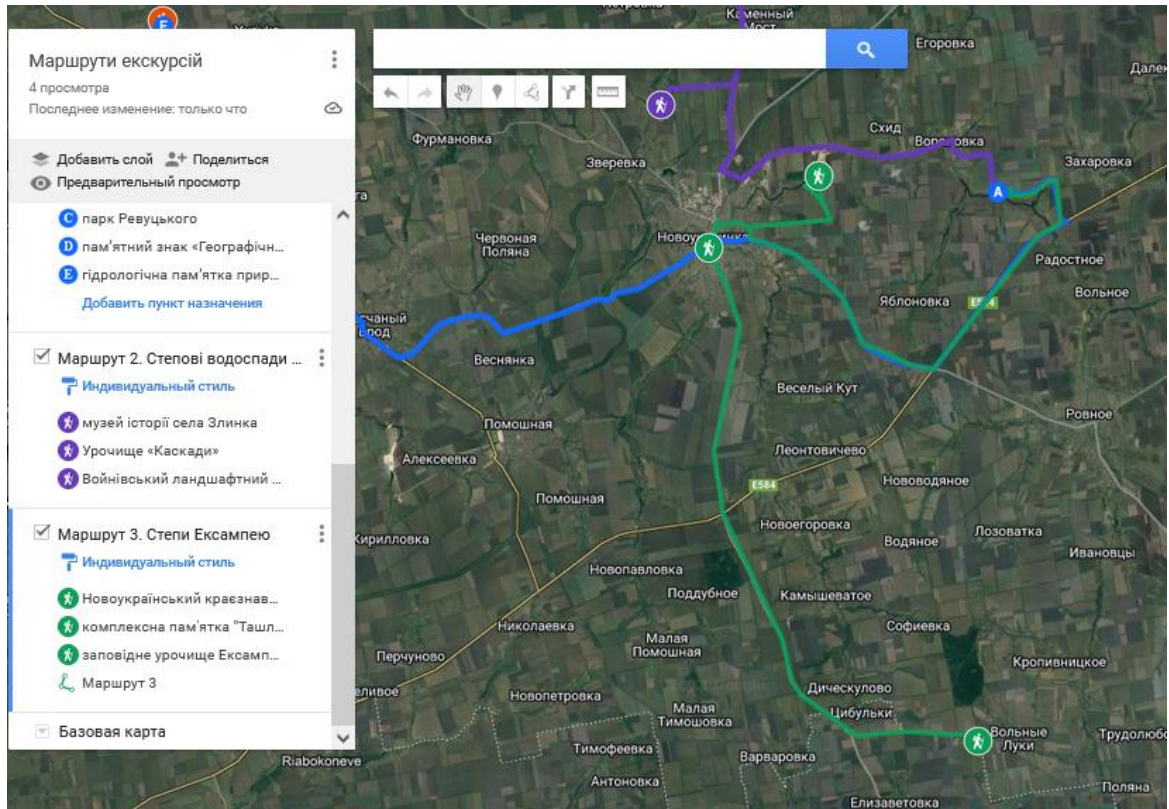 Маршрути екскурсій
4 просмотра
Последнее изменение: только что
Добавить слой
Поделиться
Предварительный просмотр
C парк Ревуцького
D пам'ятний знак «Географічн...
E гідрологічна пам'ятка прир...
Добавить пункт назначения
Маршрут 2. Степові водоспади ...
Индивидуальный стиль
музей історії села Злинка
Урочище «Каскади»
Войнівський ландшафтний ...
Маршрут 3. Степи Ексампею
Индивидуальный стиль
Новоукраїнський краєзнав...
комплексна пам'ятка "Ташл...
заповідне урочище Ексамп...
Маршрут 3
Базовая карта
E
Каменный
Мост
Егоровка
Фурмановка
Схид
Захаровка
Зверевка
A
Червоная
Поляна
Радостное
Вольное
Яблоновка
Веснянка
Веселый Кут
Ровное
Помошная
Леонтовичево
Алексеевка
E584
Нововодяное
Помошная
Новоегоровка
Лозоватка
Кирилловка
Водяное
Ивановцы
Новопавловка
Поддубное
Камышеватое
Николаевка
Софиевка
Малая
Помошная
Перчуново
Кропивницкое
Новопетровка
Дическулово
Малая
Тимошовка
Цибульки
Вольные
Луки
Тимофеевка
Варваровка
Riabokoneve
Антоновка
Поляна
Елизаветовка